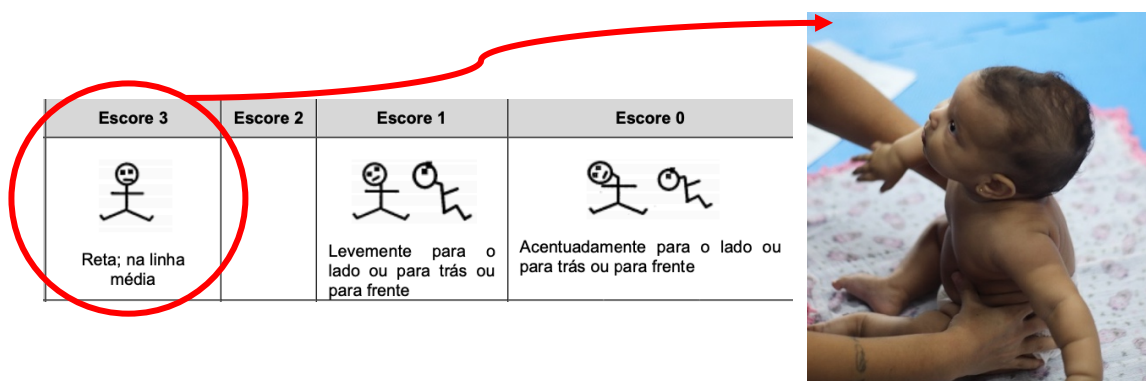 Escore 3 Escore 2 Escore 1 Escore 0
Reta; na linha
média
Levemente para o
lado ou para trás ou
para frente
Acentuadamente para o lado ou
para trás ou para frente